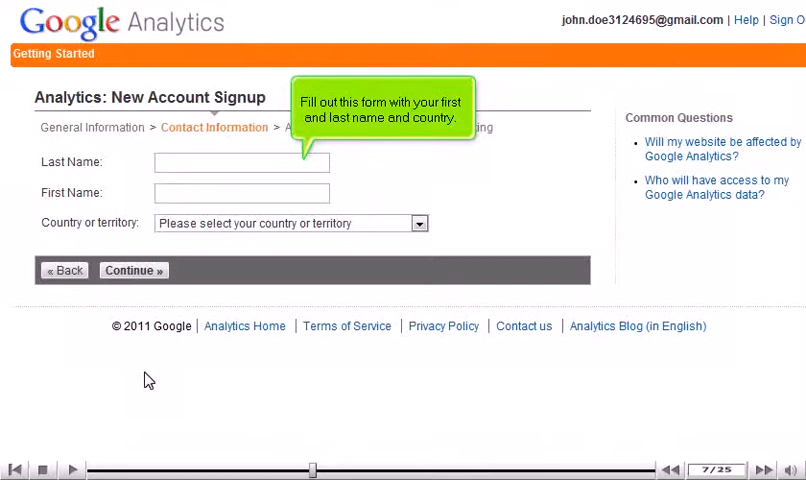 Google Analytics
john.doe3124695@gmail.com | Help | Sign O
Getting Started
Analytics: New Account Signup
General Information > Contact Information > A
Fill out this form with your first
and last name and country.
Last Name:
First Name:
Country or territory: Please select your country or territory
« Back Continue »
Common Questions
Will my website be affected by
Google Analytics?
Who will have access to my
Google Analytics data?
© 2011 Google | Analytics Home | Terms of Service | Privacy Policy | Contact us | Analytics Blog (in English)
7/25